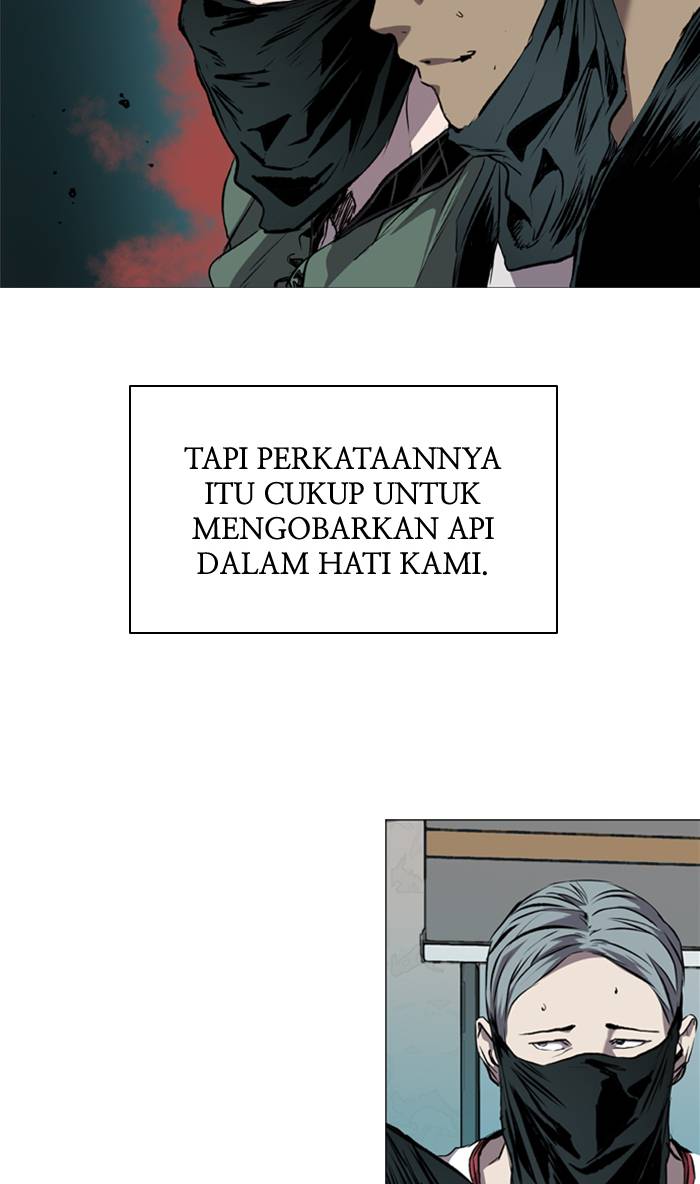 TAPI PERKATAANNYA
ITU CUKUP UNTUK
MENGOBARKAN API
DALAM HATI KAMI.